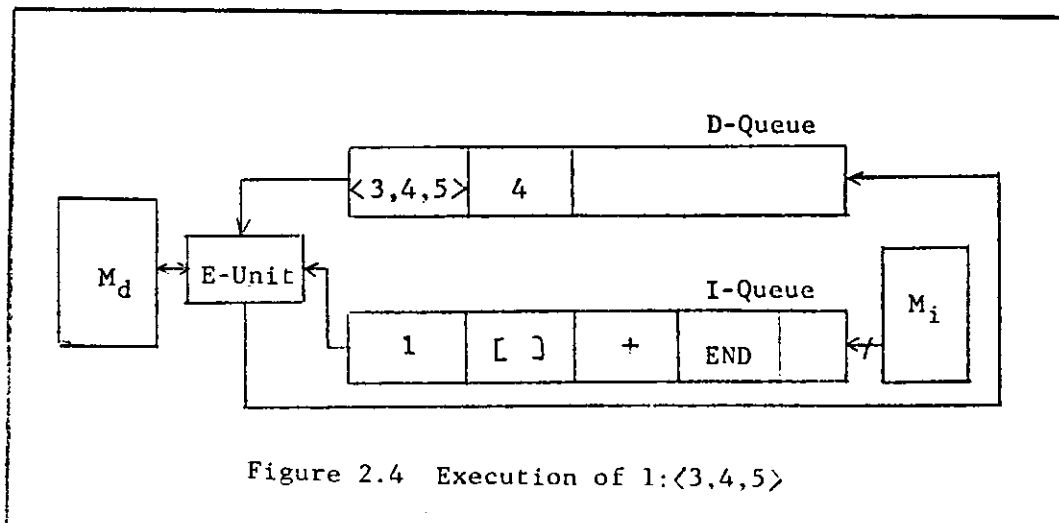 D-Queue
<3,4,5> 4
M_d E-Unit
I-Queue
1 [ ] + END
M_i
Figure 2.4 Execution of 1:⟨3,4,5⟩